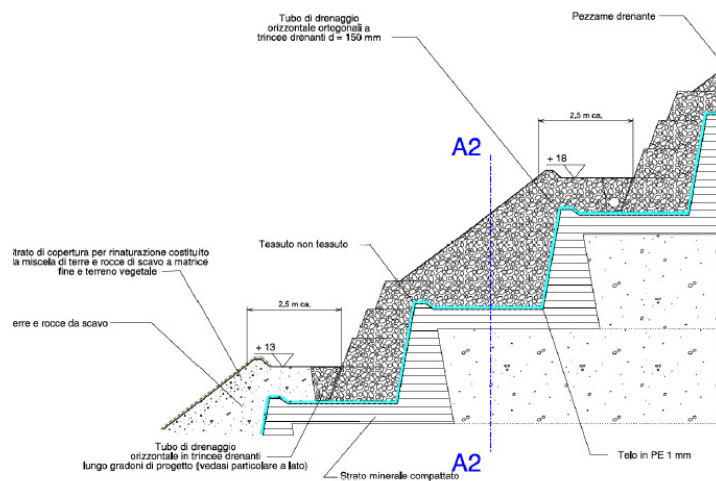 Tubo di drenaggio
orizzontale ortogonali a
trincee drenanti d = 150 mm
Pezzame drenante
2,5 m ca.
A2
+ 18
Tessuto non tessuto
Strato di copertura per rinaturazione costituito
da miscela di terre e rocce di scavo a matrice
fine e terreno vegetale
2,5 m ca.
terre e rocce da scavo
+ 13
Tubo di drenaggio
orizzontale in trincee drenanti
lungo gradoni di progetto (vedasi particolare a lato)
Strato minerale compattato
A2
Telo in PE 1 mm